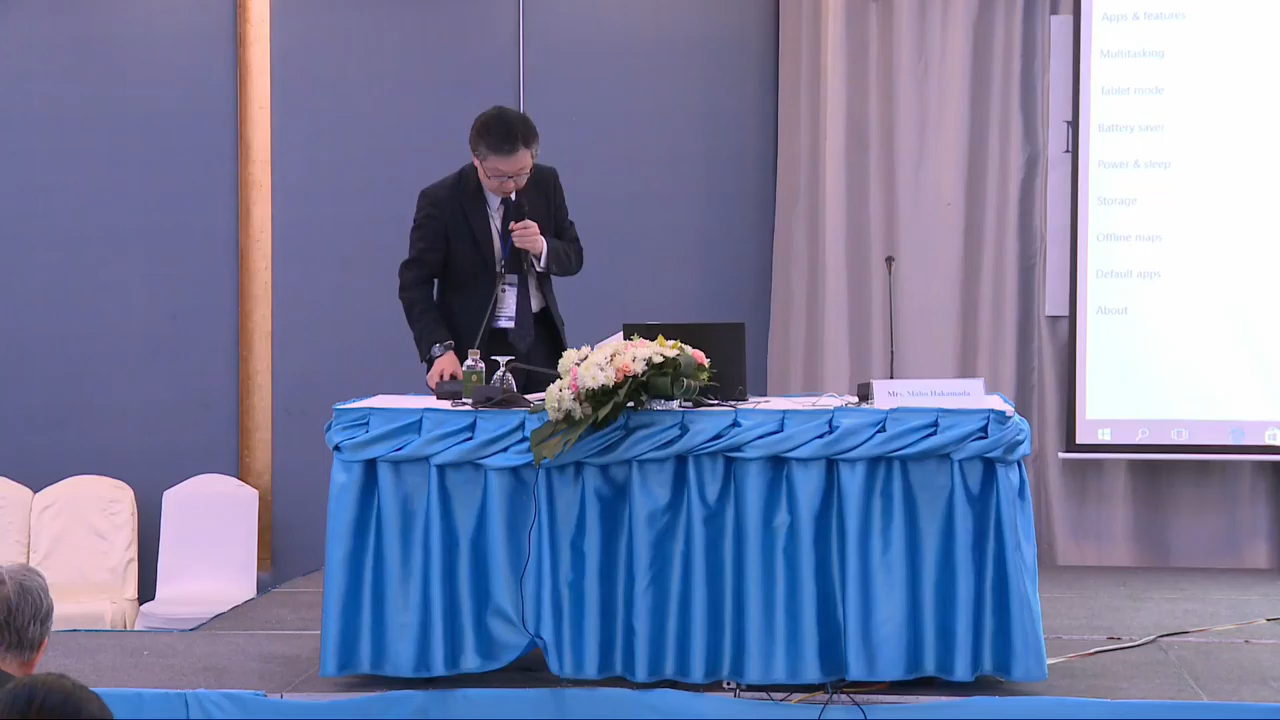 Apps & features
Multitasking
Tablet mode
Battery saver
Power & sleep
Storage
Offline maps
Default apps
About
Mrs. Maho Hakamada